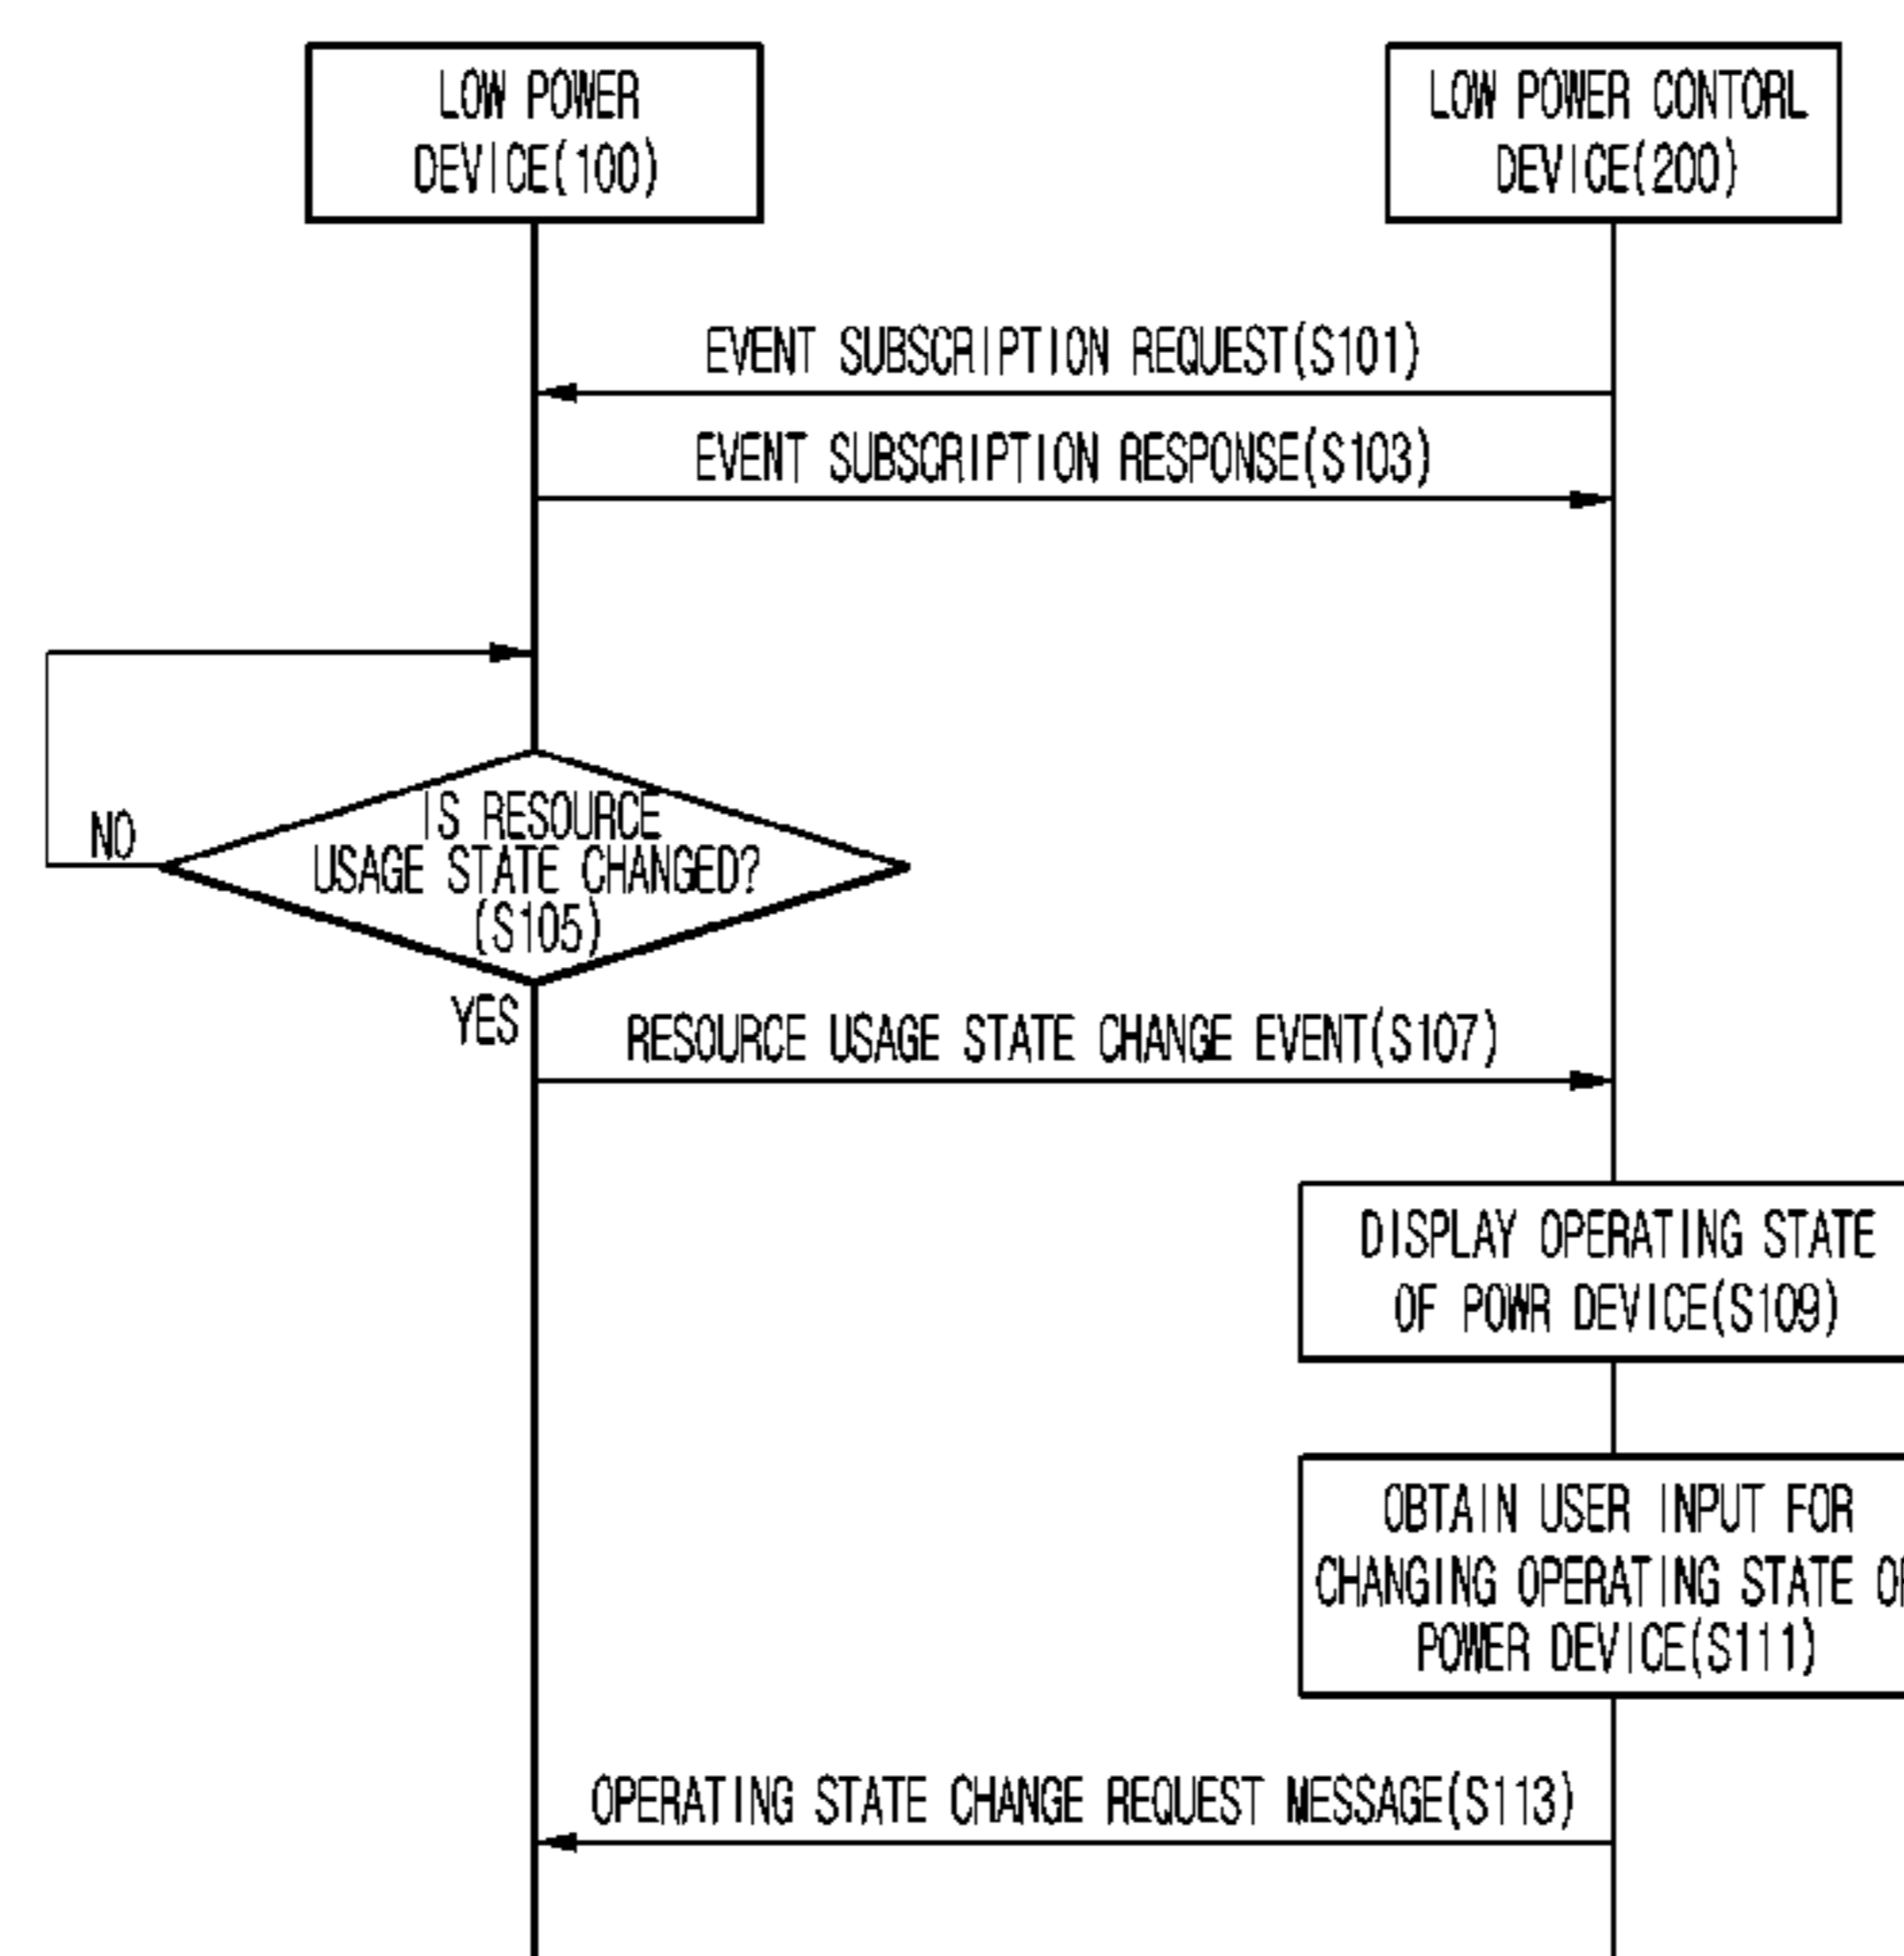 LOW POWER
DEVICE(100)
LOW POWER CONTORL
DEVICE(200)
EVENT SUBSCRIPTION REQUEST(S101)
EVENT SUBSCRIPTION RESPONSE(S103)
IS RESOURCE
USAGE STATE CHANGED?
(S105)
NO
YES
RESOURCE USAGE STATE CHANGE EVENT(S107)
DISPLAY OPERATING STATE
OF POWR DEVICE(S109)
OBTAIN USER INPUT FOR
CHANGING OPERATING STATE
POWER DEVICE(S111)
OPERATING STATE CHANGE REQUEST MESSAGE(S113)